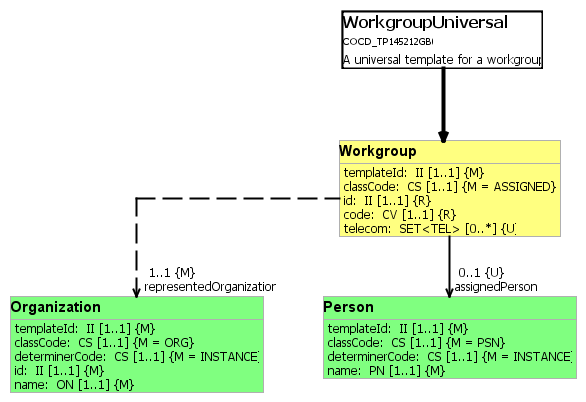 WorkgroupUniversal
COCD_TP145212GB
A universal template for a workgroup
Workgroup
templateId: II [1..1] {M}
classCode: CS [1..1] {M = ASSIGNED}
id: II [1..1] {R}
code: CV [1..1] {R}
telecom: SET<TEL> [0..*] {U}
1..1 {M}
representedOrganization
0..1 {U}
assignedPerson
Organization
templateId: II [1..1] {M}
classCode: CS [1..1] {M = ORG}
determinerCode: CS [1..1] {M = INSTANCE}
id: II [1..1] {M}
name: ON [1..1] {M}
Person
templateId: II [1..1] {M}
classCode: CS [1..1] {M = PSN}
determinerCode: CS [1..1] {M = INSTANCE}
name: PN [1..1] {M}